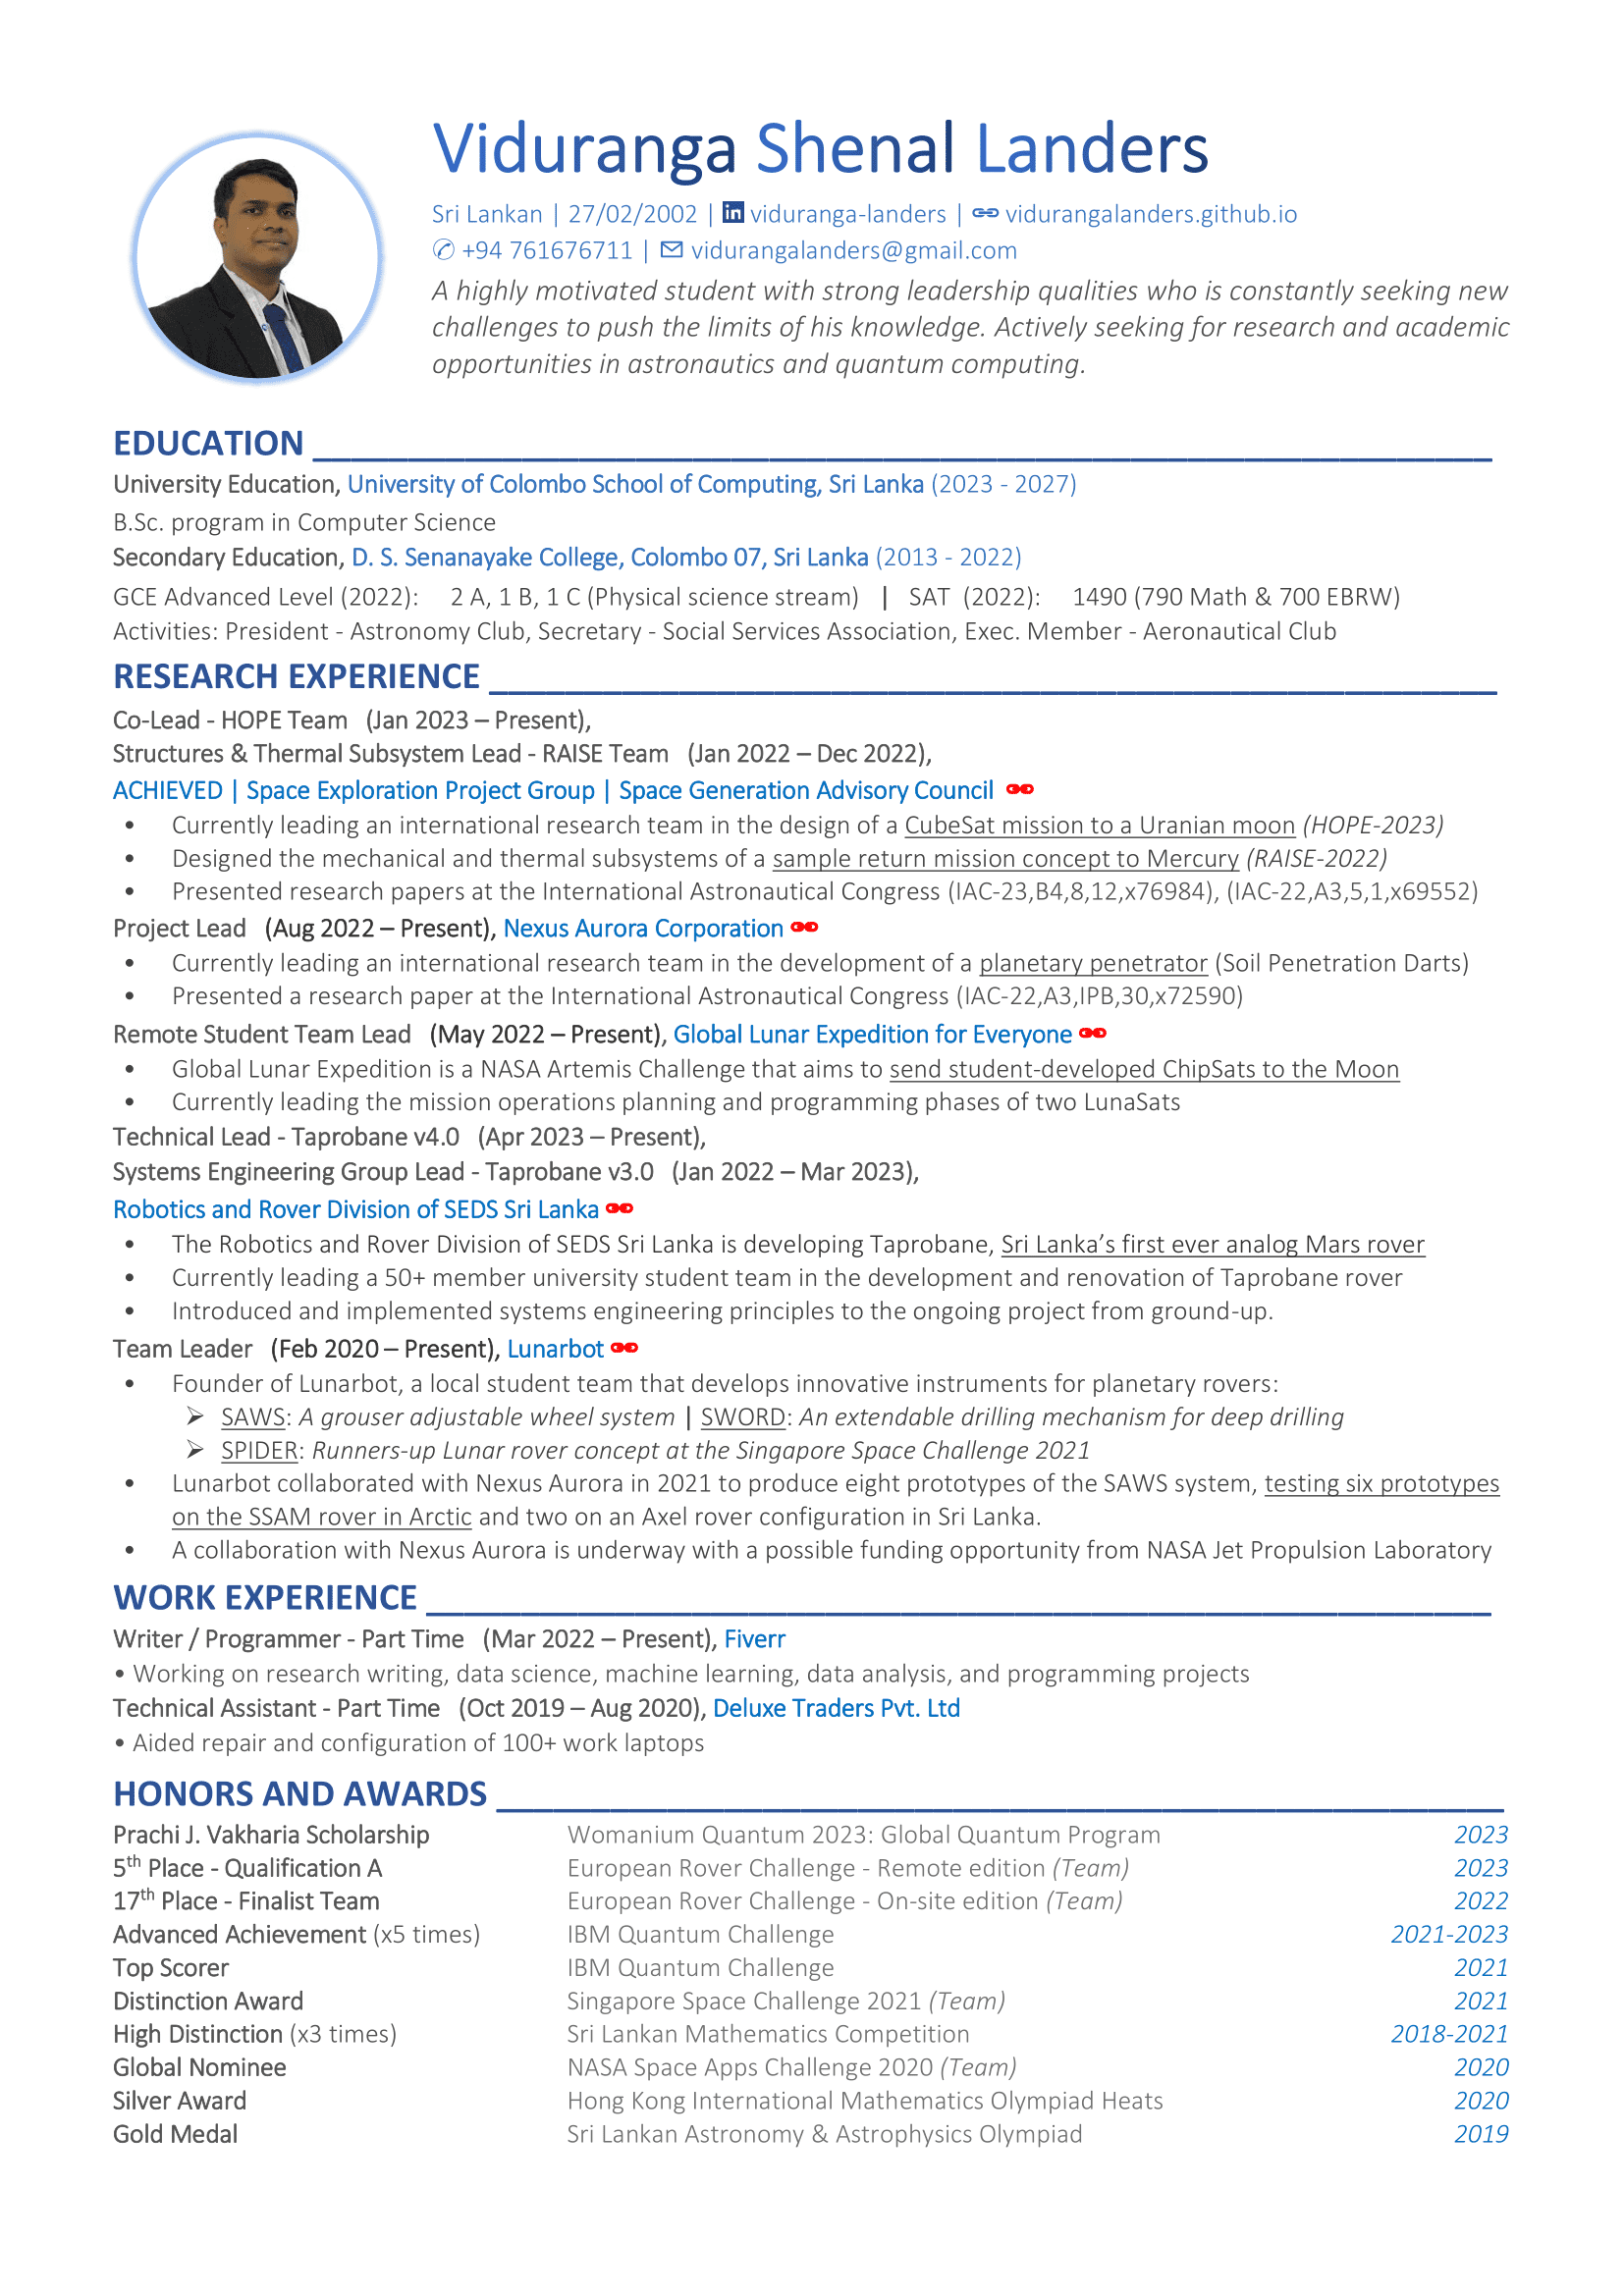 Viduranga Shenal Landers
Sri Lankan | 27/02/2002 | in viduranga-landers | vidurangalanders.github.io
+94 761676711 | vidurangalanders@gmail.com
A highly motivated student with strong leadership qualities who is constantly seeking new
challenges to push the limits of his knowledge. Actively seeking for research and academic
opportunities in astronautics and quantum computing.
EDUCATION
University Education, University of Colombo School of Computing, Sri Lanka (2023 - 2027)
B.Sc. program in Computer Science
Secondary Education, D. S. Senanayake College, Colombo 07, Sri Lanka (2013 - 2022)
GCE Advanced Level (2022): 2 A, 1 B, 1 C (Physical science stream) | SAT (2022): 1490 (790 Math & 700 EBRW)
Activities: President - Astronomy Club, Secretary - Social Services Association, Exec. Member - Aeronautical Club
RESEARCH EXPERIENCE
Co-Lead - HOPE Team (Jan 2023 – Present),
Structures & Thermal Subsystem Lead - RAISE Team (Jan 2022 – Dec 2022),
ACHIEVED | Space Exploration Project Group | Space Generation Advisory Council
• Currently leading an international research team in the design of a CubeSat mission to a Uranian moon (HOPE-2023)
• Designed the mechanical and thermal subsystems of a sample return mission concept to Mercury (RAISE-2022)
• Presented research papers at the International Astronautical Congress (IAC-23,B4,8,12,x76984), (IAC-22,A3,5,1,x69552)
Project Lead (Aug 2022 – Present), Nexus Aurora Corporation
• Currently leading an international research team in the development of a planetary penetrator (Soil Penetration Darts)
• Presented a research paper at the International Astronautical Congress (IAC-22,A3,IPB,30,x72590)
Remote Student Team Lead (May 2022 – Present), Global Lunar Expedition for Everyone
• Global Lunar Expedition is a NASA Artemis Challenge that aims to send student-developed ChipSats to the Moon
• Currently leading the mission operations planning and programming phases of two LunaSats
Technical Lead - Taprobane v4.0 (Apr 2023 – Present),
Systems Engineering Group Lead - Taprobane v3.0 (Jan 2022 – Mar 2023),
Robotics and Rover Division of SEDS Sri Lanka
• The Robotics and Rover Division of SEDS Sri Lanka is developing Taprobane, Sri Lanka’s first ever analog Mars rover
• Currently leading a 50+ member university student team in the development and renovation of Taprobane rover
• Introduced and implemented systems engineering principles to the ongoing project from ground-up.
Team Leader (Feb 2020 – Present), Lunarbot
• Founder of Lunarbot, a local student team that develops innovative instruments for planetary rovers:
➢ SAWS: A grouser adjustable wheel system | SWORD: An extendable drilling mechanism for deep drilling
➢ SPIDER: Runners-up Lunar rover concept at the Singapore Space Challenge 2021
• Lunarbot collaborated with Nexus Aurora in 2021 to produce eight prototypes of the SAWS system, testing six prototypes
on the SSAM rover in Arctic and two on an Axel rover configuration in Sri Lanka.
• A collaboration with Nexus Aurora is underway with a possible funding opportunity from NASA Jet Propulsion Laboratory
WORK EXPERIENCE
Writer / Programmer - Part Time (Mar 2022 – Present), Fiverr
• Working on research writing, data science, machine learning, data analysis, and programming projects
Technical Assistant - Part Time (Oct 2019 – Aug 2020), Deluxe Traders Pvt. Ltd
• Aided repair and configuration of 100+ work laptops
HONORS AND AWARDS
Prachi J. Vakharia Scholarship Womanium Quantum 2023: Global Quantum Program 2023
5th Place - Qualification A European Rover Challenge - Remote edition (Team) 2023
17th Place - Finalist Team European Rover Challenge - On-site edition (Team) 2022
Advanced Achievement (x5 times) IBM Quantum Challenge 2021-2023
Top Scorer IBM Quantum Challenge 2021
Distinction Award Singapore Space Challenge 2021 (Team) 2021
High Distinction (x3 times) Sri Lankan Mathematics Competition 2018-2021
Global Nominee NASA Space Apps Challenge 2020 (Team) 2020
Silver Award Hong Kong International Mathematics Olympiad Heats 2020
Gold Medal Sri Lankan Astronomy & Astrophysics Olympiad 2019